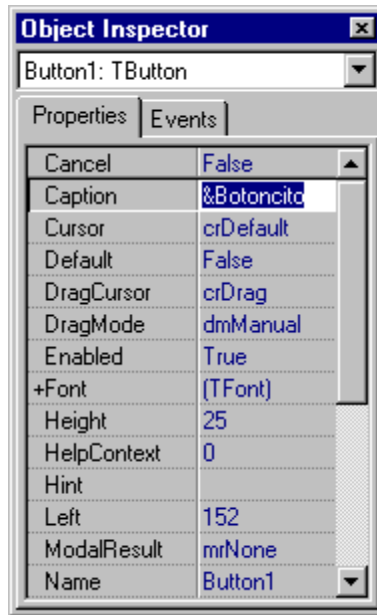 Object Inspector
Button1: TButton
Properties Events
Cancel False
Caption &Botoncito
Cursor crDefault
Default False
DragCursor crDrag
DragMode dmManual
Enabled True
+Font (TFont)
Height 25
HelpContext 0
Hint
Left 152
ModalResult mrNone
Name Button1